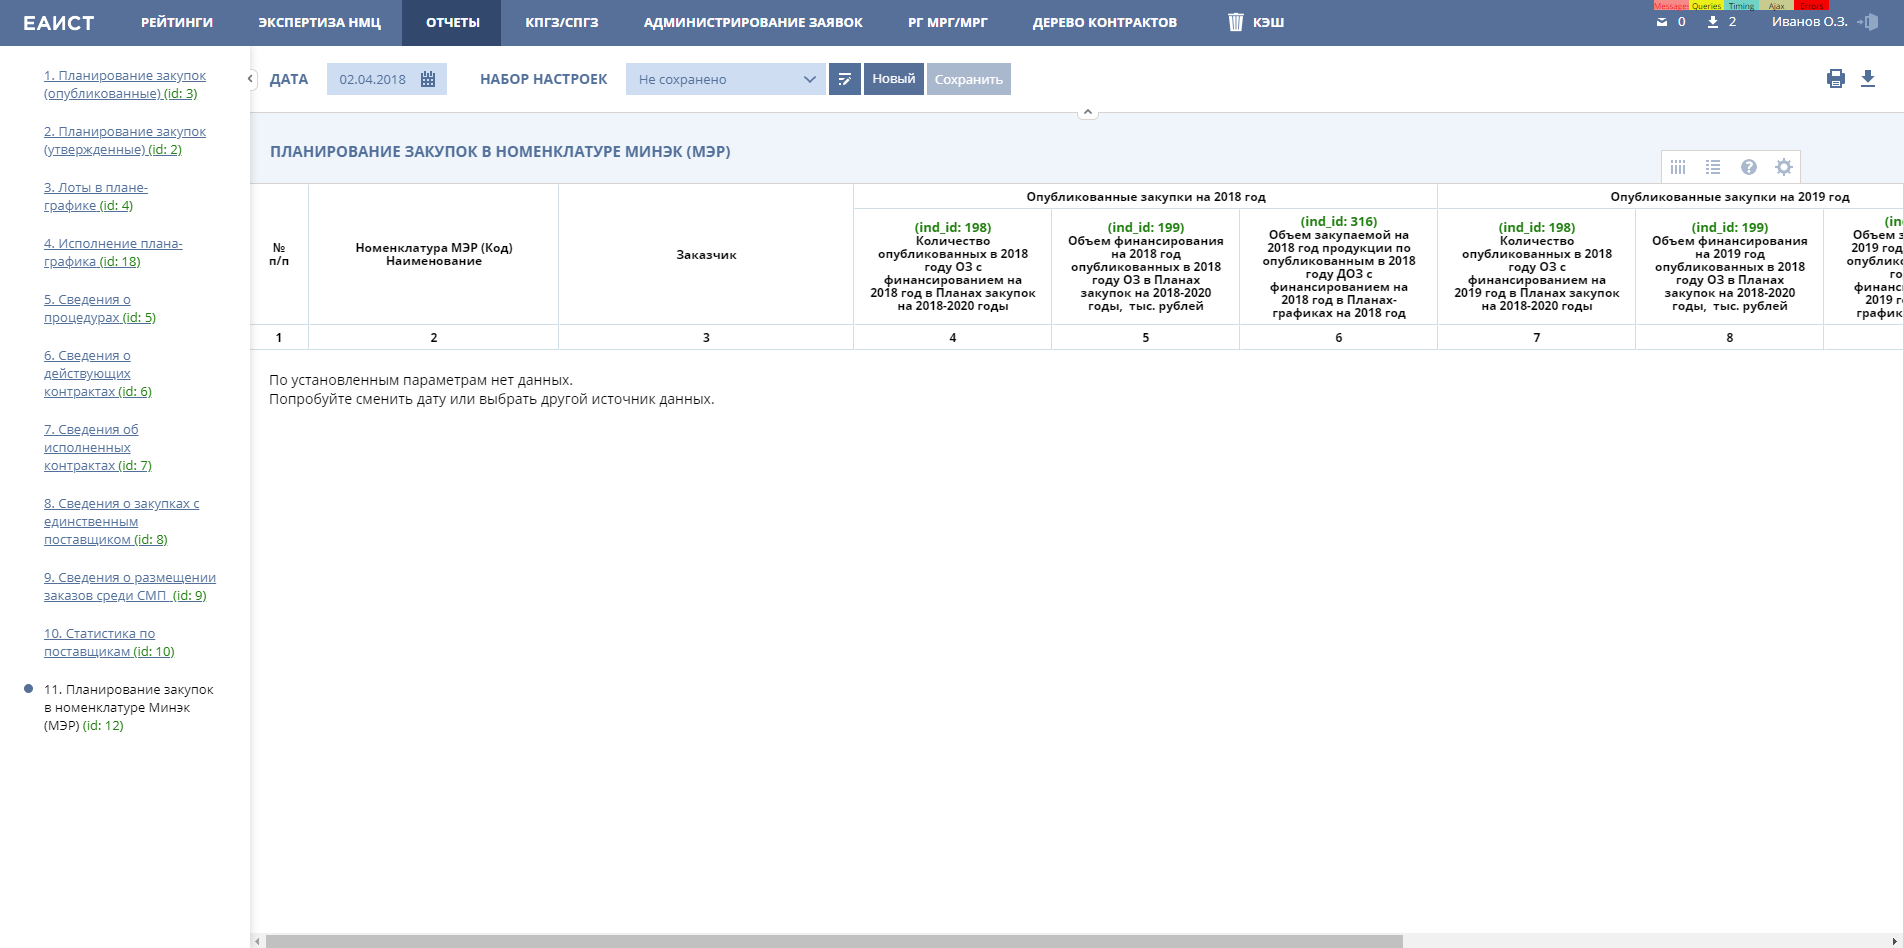 ЕАИСТ
РЕЙТИНГИ
ЭКСПЕРТИЗА НМЦ
ОТЧЕТЫ
КПГЗ/СПГЗ
АДМИНИСТРИРОВАНИЕ ЗАЯВОК
РГ МРГ/МРГ
ДЕРЕВО КОНТРАКТОВ
КЭШ
Messages
Queries
Timing
Ajax
Errors
0
2
Иванов О.З.
1. Планирование закупок
(опубликованные) (id: 3)
2. Планирование закупок
(утвержденные) (id: 2)
3. Лоты в плане-
графике (id: 4)
4. Исполнение плана-
графика (id: 18)
5. Сведения о
процедурах (id: 5)
6. Сведения о
действующих
контрактах (id: 6)
7. Сведения об
исполненных
контрактах (id: 7)
8. Сведения о закупках с
единственным
поставщиком (id: 8)
9. Сведения о размещении
заказов среди СМП (id: 9)
10. Статистика по
поставщикам (id: 10)
11. Планирование закупок
в номенклатуре Минэк
(МЭР) (id: 12)
ДАТА
02.04.2018
НАБОР НАСТРОЕК
Не сохранено
Новый
Сохранить
ПЛАНИРОВАНИЕ ЗАКУПОК В НОМЕНКЛАТУРЕ МИНЭК (МЭР)
№
п/п
Номенклатура МЭР (Код)
Наименование
Заказчик
Опубликованные закупки на 2018 год
(ind_id: 198)
Количество
опубликованных в 2018
году ОЗ с
финансированием на
2018 год в Планах закупок
на 2018-2020 годы
(ind_id: 199)
Объем финансирования
на 2018 год
опубликованных в 2018
году ОЗ в Планах
закупок на 2018-2020
годы, тыс. рублей
(ind_id: 316)
Объем закупаемой на
2018 год продукции по
опубликованным в 2018
году ДОЗ с
финансированием на
2018 год в Планах-
графиках на 2018 год
Опубликованные закупки на 2019 год
(ind_id: 198)
Количество
опубликованных в 2018
году ОЗ с
финансированием на
2019 год в Планах закупок
на 2018-2020 годы
(ind_id: 199)
Объем финансирования
на 2019 год
опубликованных в 2018
году ОЗ в Планах
закупок на 2018-2020
годы, тыс. рублей
(in
Объем з
2019 год
опублико
го
финанс
2019 г
график
1
2
3
4
5
6
7
8
По установленным параметрам нет данных.
Попробуйте сменить дату или выбрать другой источник данных.